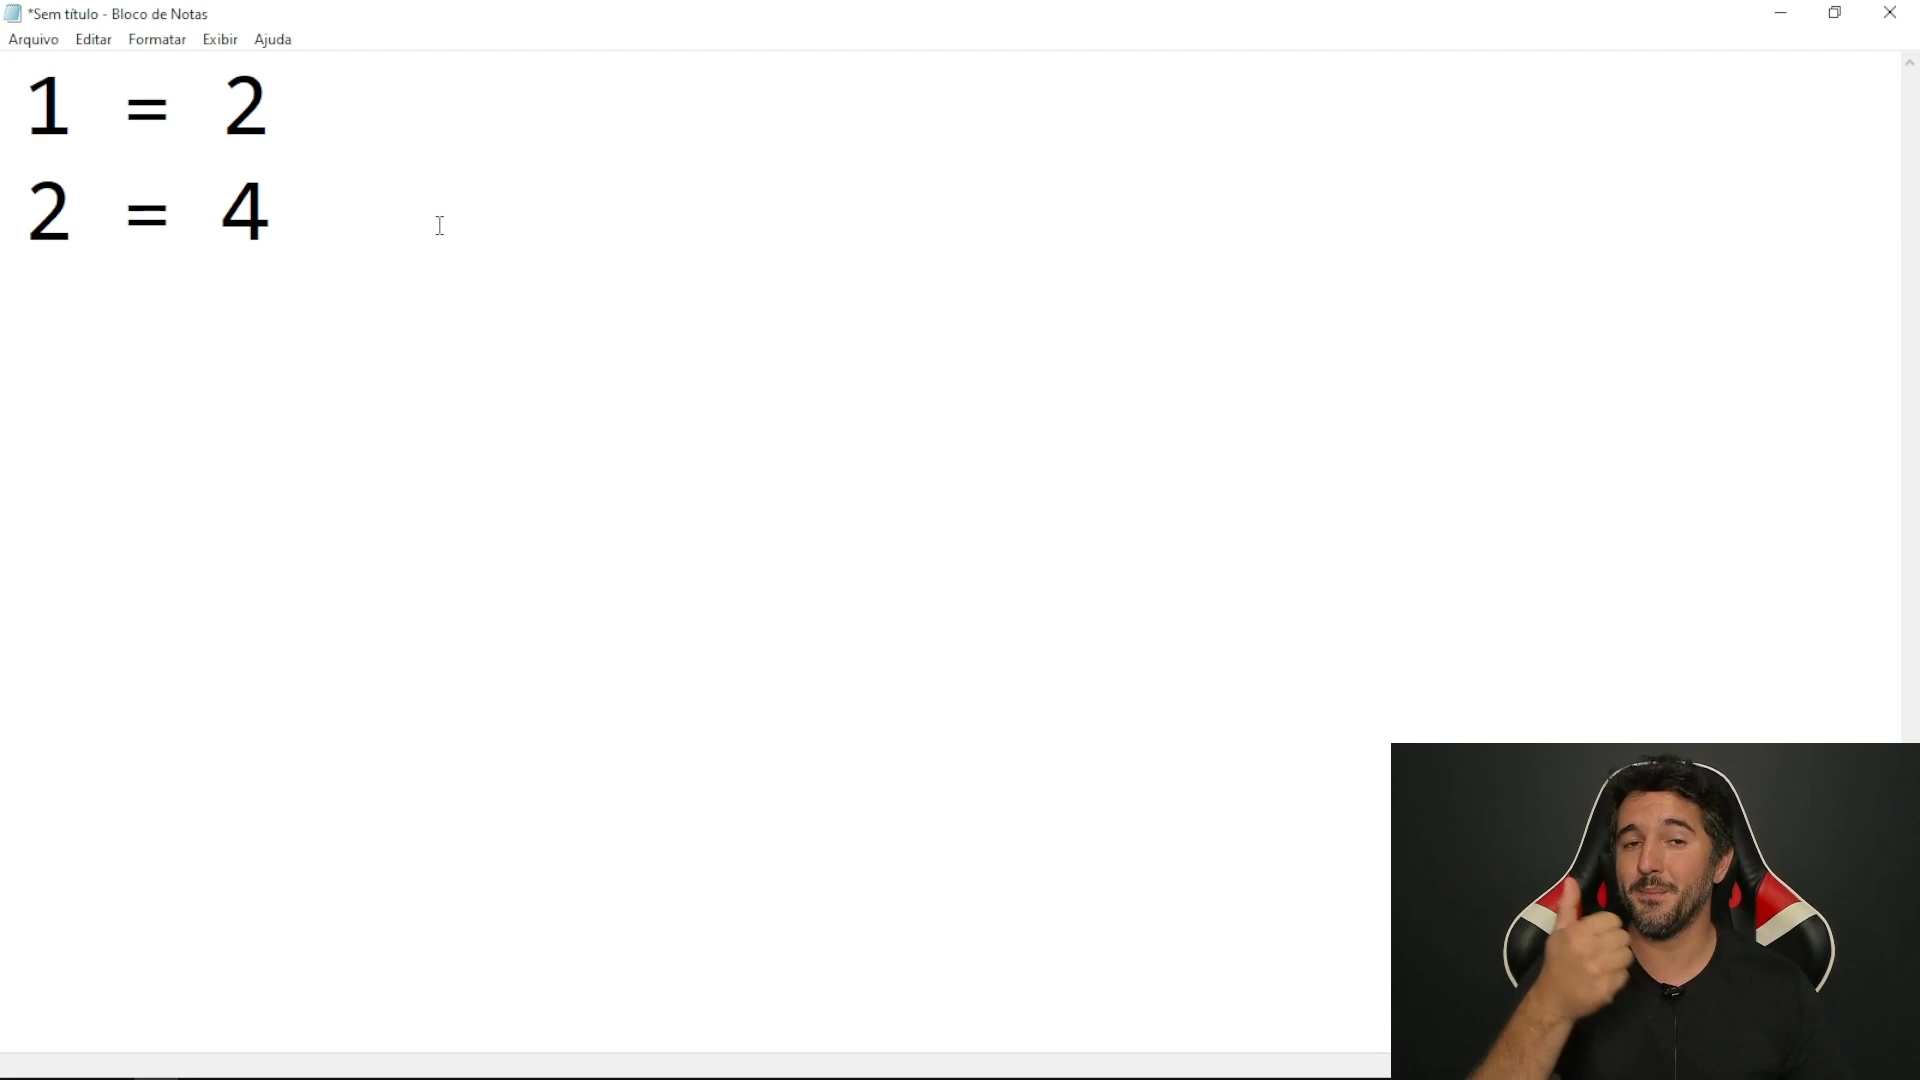 *Sem título - Bloco de Notas
Arquivo Editar Formatar Exibir Ajuda
1 = 2
2 = 4